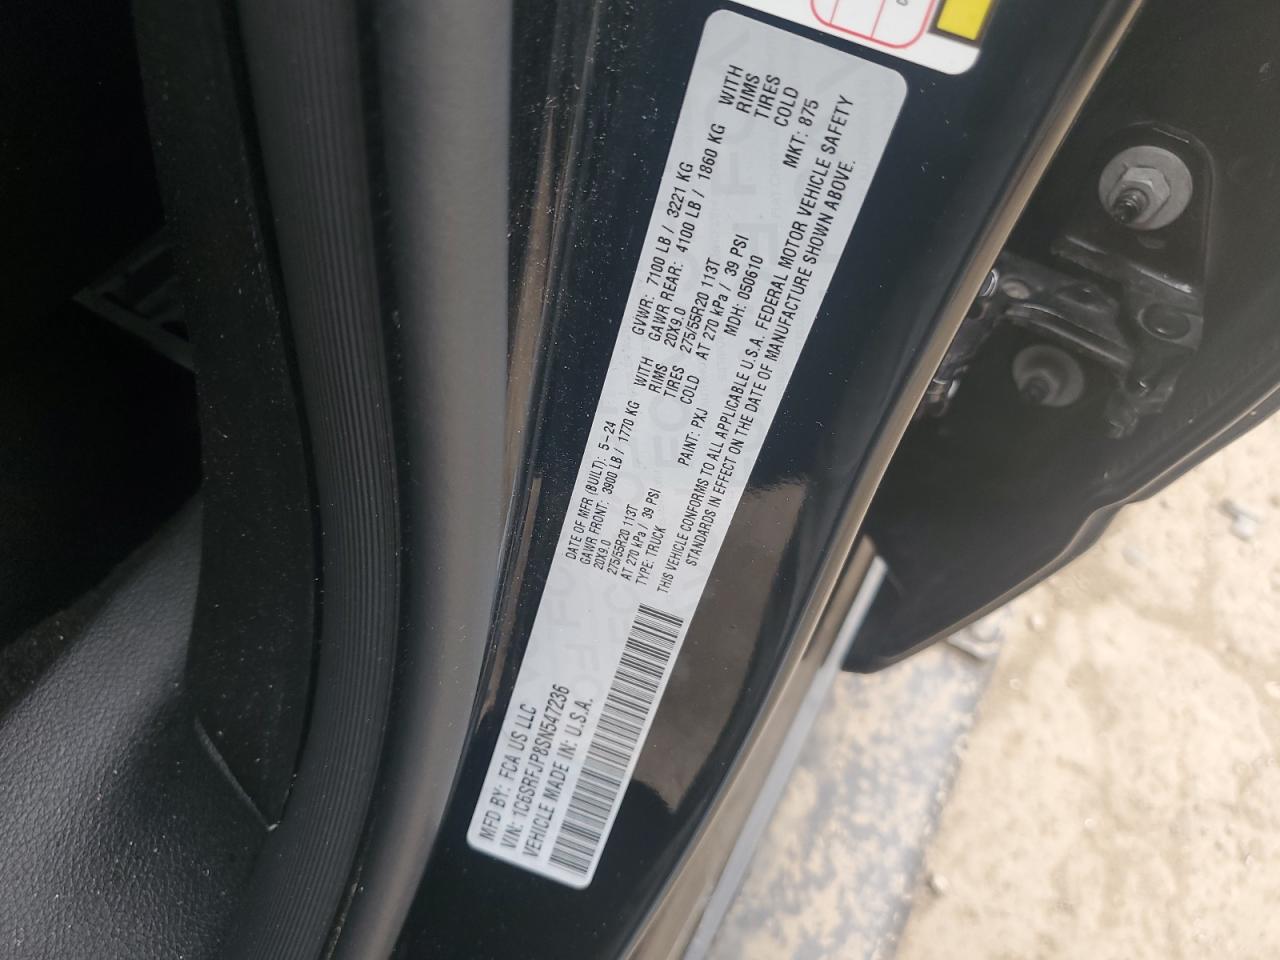 MFD BY: FCA US LLC
DATE OF MFR (BUILT): 5-24
GVWR: 7100 LB / 3221 KG
VIN: 1C6SRFJP8SN547236
GAWR FRONT: 3900 LB / 1770 KG WITH
GAWR REAR: 4100 LB / 1860 KG WITH
VEHICLE MADE IN: U.S.A.
20X9.0 RIMS
20X9.0 RIMS
275/55R20 113T TIRES
275/55R20 113T TIRES
AT 270 kPa / 39 PSI COLD
AT 270 kPa / 39 PSI COLD
TYPE: TRUCK
PAINT: PXJ
MDH: 050610
MKT: 875
THIS VEHICLE CONFORMS TO ALL APPLICABLE U.S.A. FEDERAL MOTOR VEHICLE SAFETY
STANDARDS IN EFFECT ON THE DATE OF MANUFACTURE SHOWN ABOVE.